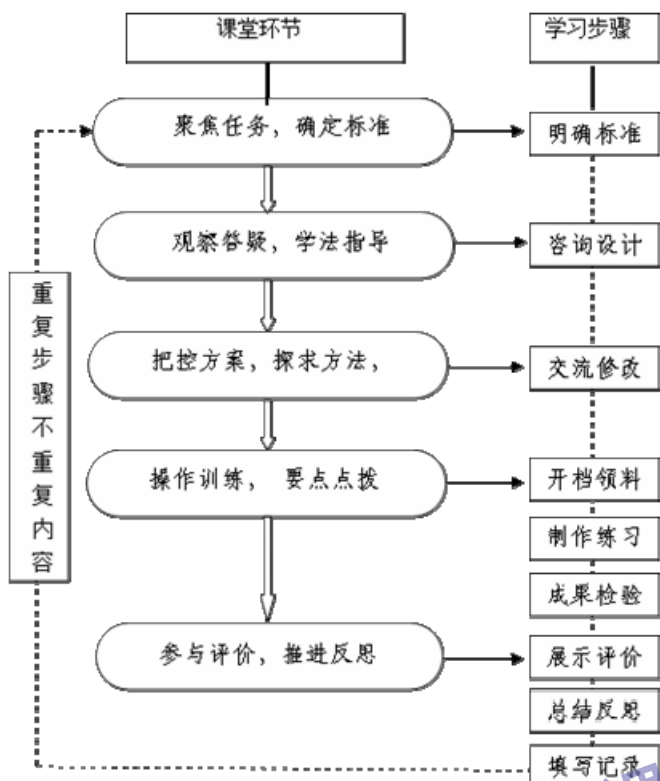 课堂环节
学习步骤
聚焦任务，确定标准
明确标准
观察答疑，学法指导
咨询设计
重复步骤不重复内容
把控方案，探求方法，
交流修改
操作训练， 要点点拨
开档领料
制作练习
成果检验
参与评价，推进反思
展示评价
总结反思
填写记录